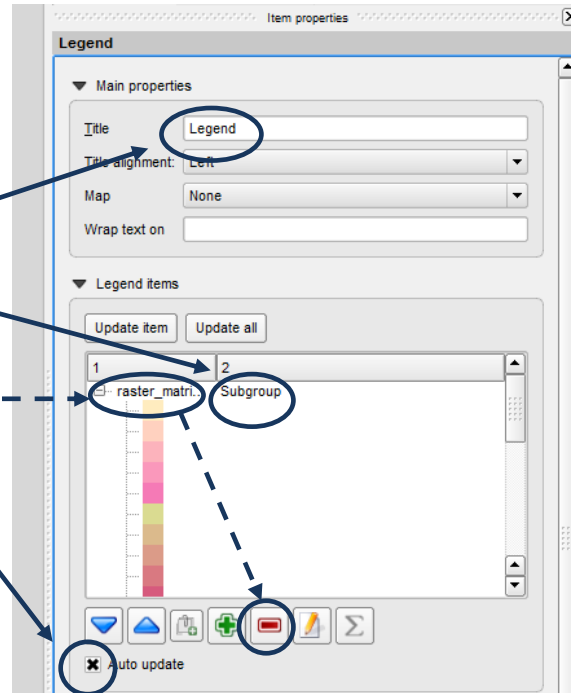 Item properties
Legend
Main properties
Title Legend
Title alignment: Left
Map None
Wrap text on
Legend items
Update item Update all
1 2
raster_matri... Subgroup
Auto update